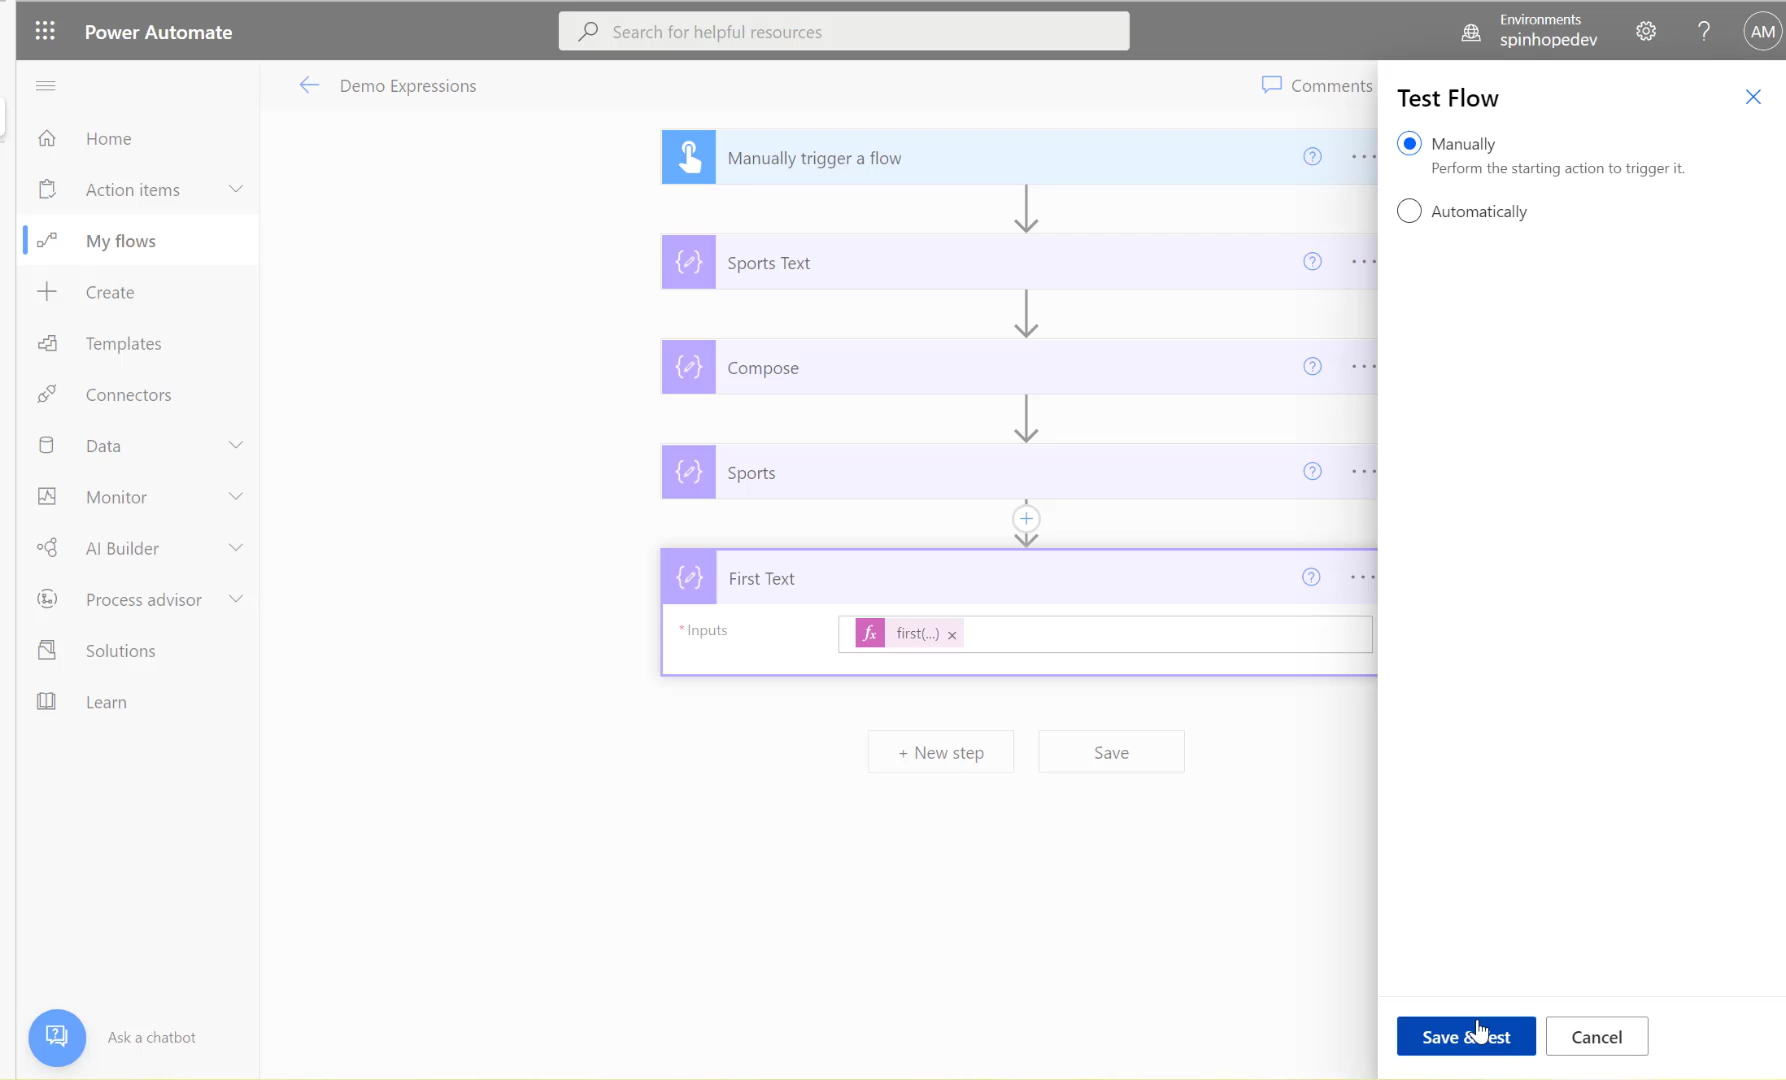 Power Automate
Search for helpful resources
Environments
spinhopedev
AM
Home
Action items
My flows
Create
Templates
Connectors
Data
Monitor
AI Builder
Process advisor
Solutions
Learn
Ask a chatbot
Demo Expressions
Comments
Manually trigger a flow
Sports Text
Compose
Sports
First Text
* Inputs
fx first(...) ×
+ New step
Save
Test Flow
Manually
Perform the starting action to trigger it.
Automatically
Save &
Cancel